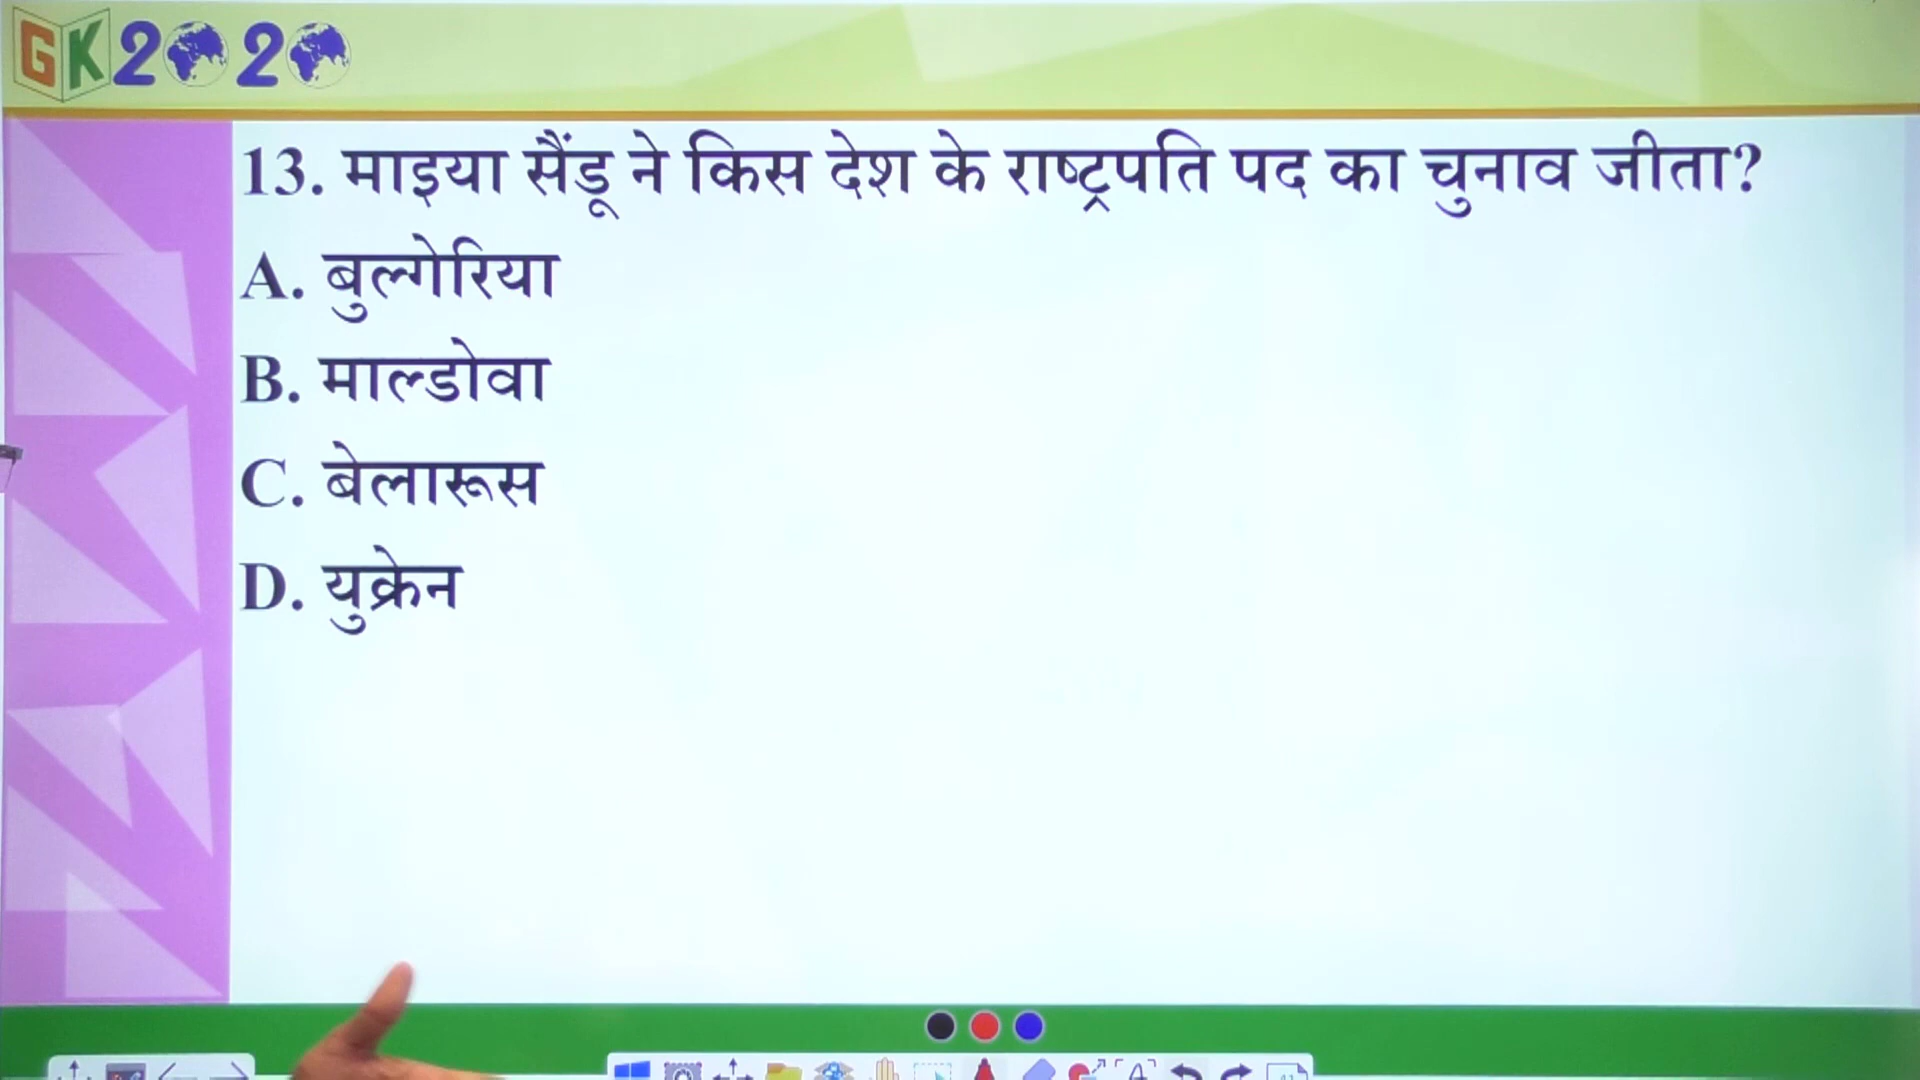 GK2020
13. माइया सैंडू ने किस देश के राष्ट्रपति पद का चुनाव जीता?
A. बुल्गेरिया
B. माल्डोवा
C. बेलारूस
D. युक्रेन